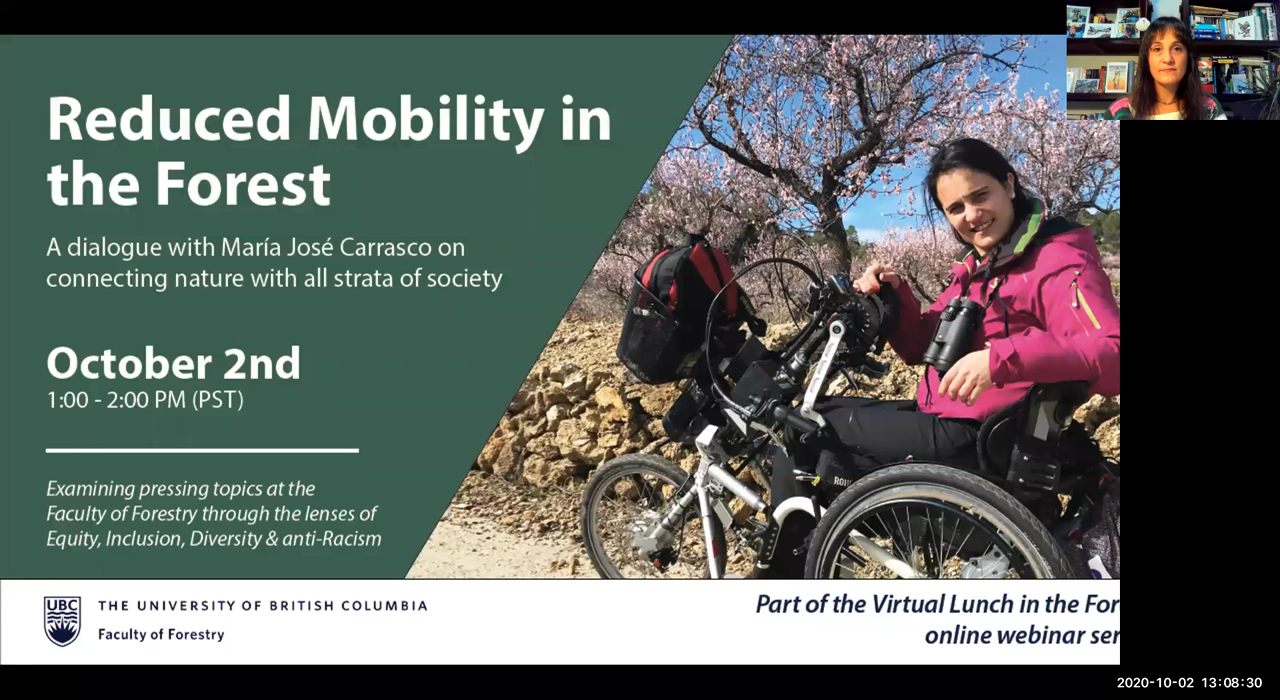 Reduced Mobility in
the Forest
A dialogue with María José Carrasco on
connecting nature with all strata of society
October 2nd
1:00 - 2:00 PM (PST)
Examining pressing topics at the
Faculty of Forestry through the lenses of
Equity, Inclusion, Diversity & anti-Racism
UBC
THE UNIVERSITY OF BRITISH COLUMBIA
Faculty of Forestry
Part of the Virtual Lunch in the For
online webinar ser
2020-10-02 13:08:30